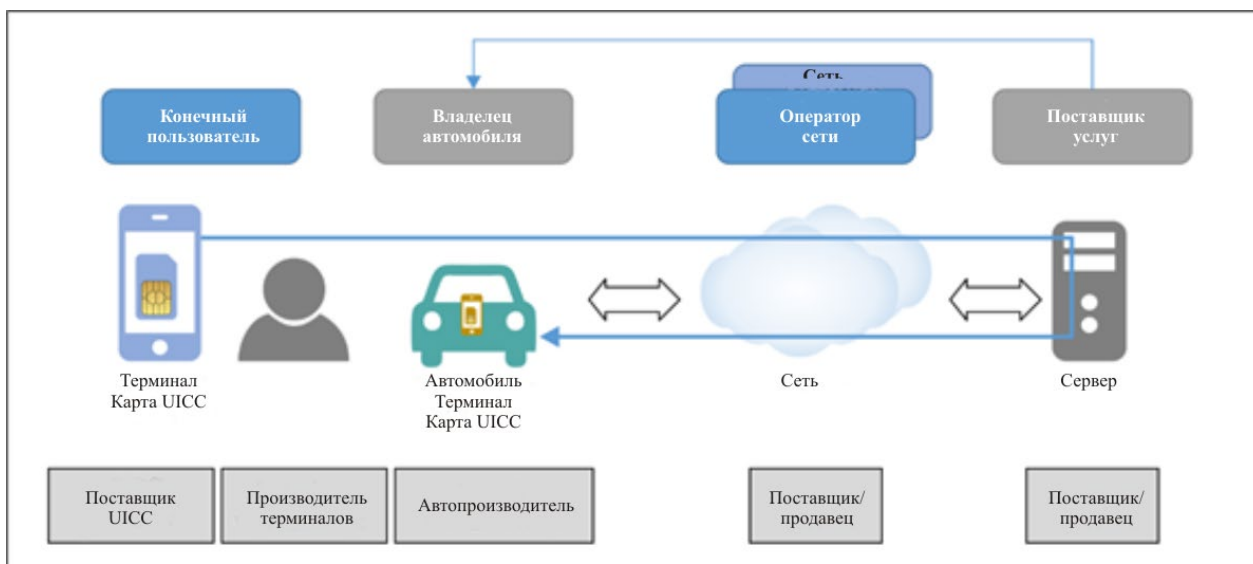 Сеть
Конечный
пользователь
Владелец
автомобиля
Оператор
сети
Поставщик
услуг
Терминал
Карта UICC
Автомобиль
Терминал
Карта UICC
Сеть
Сервер
Поставщик
UICC
Производитель
терминалов
Автопроизводитель
Поставщик/
продавец
Поставщик/
продавец